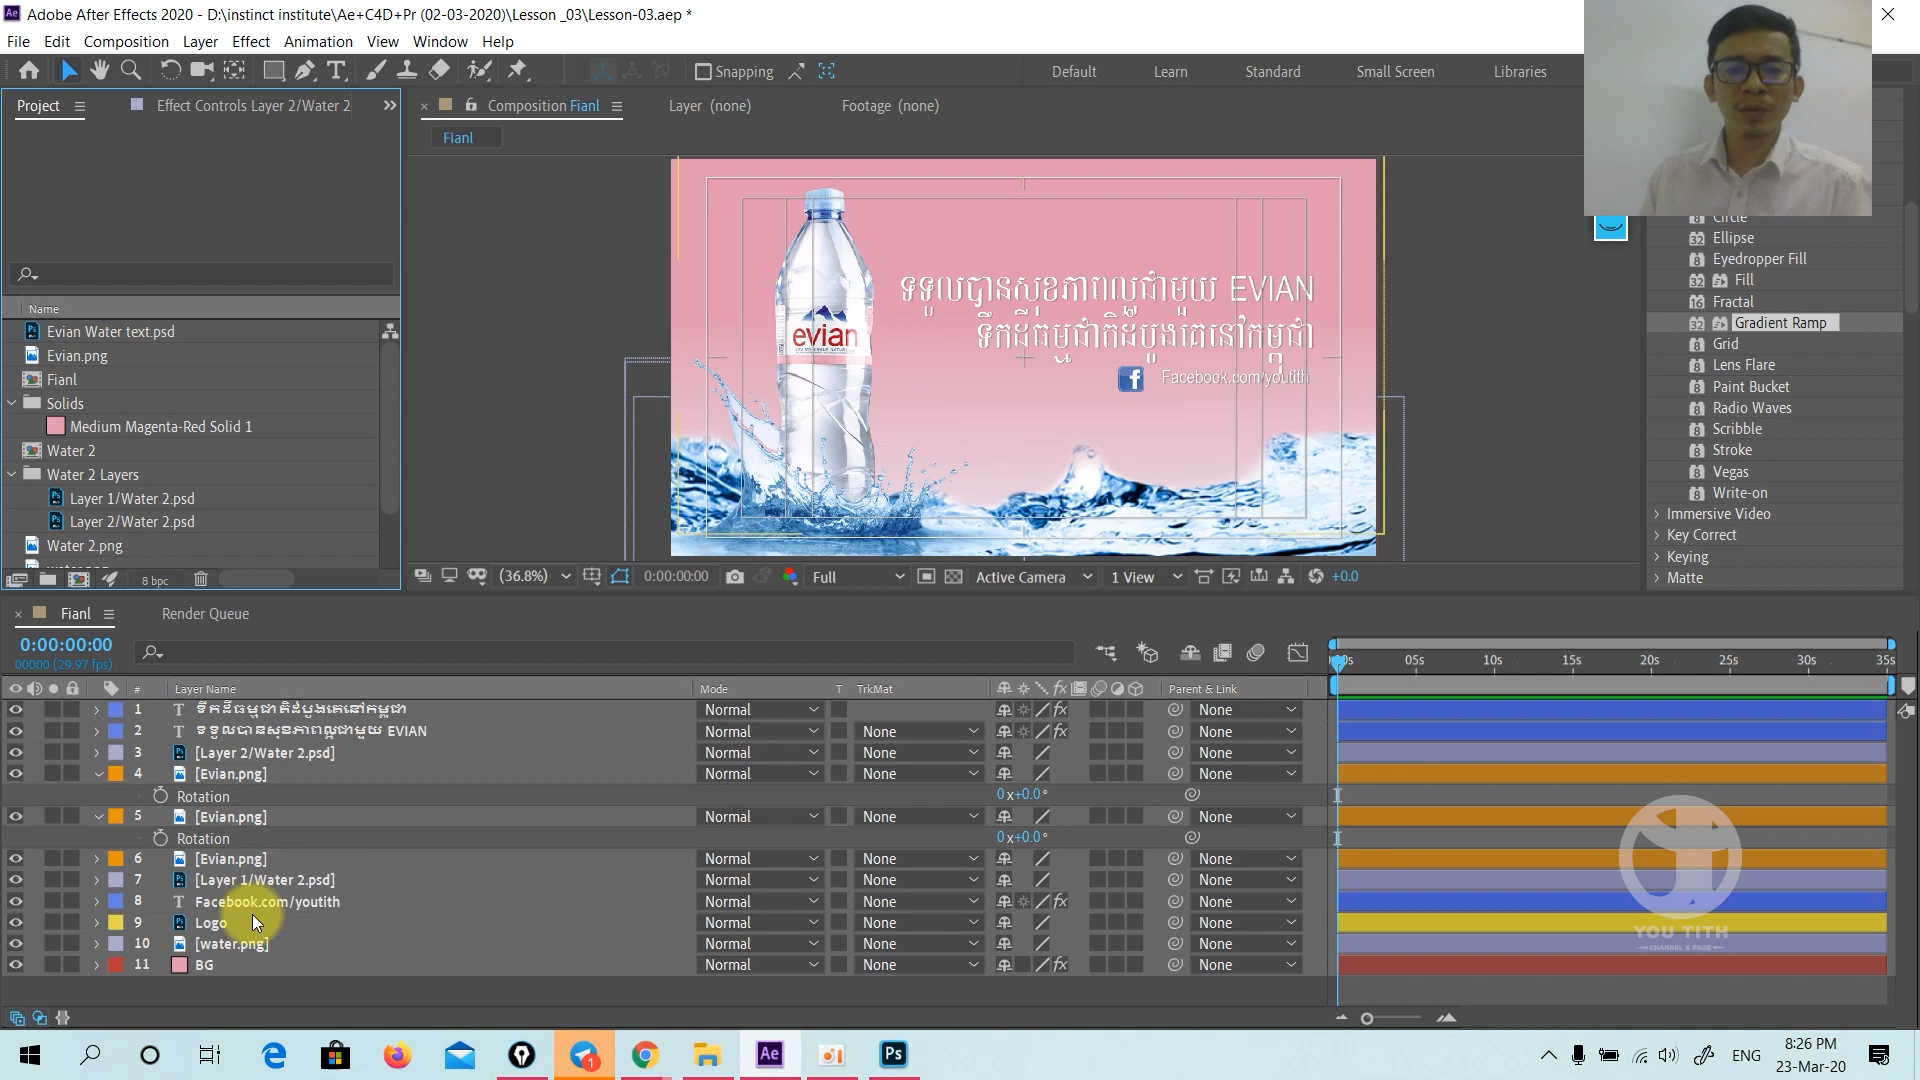 Adobe After Effects 2020 - D:\instinct institute\Ae+C4D+Pr (02-03-2020)\Lesson _03\Lesson-03.aep *
File Edit Composition Layer Effect Animation View Window Help
Snapping Default Learn Standard Small Screen Libraries
Project Effect Controls Layer 2/Water 2 Composition Fianl Layer (none) Footage (none)
Fianl
Name
Evian Water text.psd
Evian.png
Fianl
Solids
Medium Magenta-Red Solid 1
Water 2
Water 2 Layers
Layer 1/Water 2.psd
Layer 2/Water 2.psd
Water 2.png
8 bpc
evian
ទទួលបានសុខភាពល្អជាមួយ EVIAN
ទឹកដ៏ធម្មជាតិដំបូងគេនៅកម្ពុជា
Facebook.com/youtith
(36.8%) 0:00:00:00 Full Active Camera 1 View +0.0
Circle
Ellipse
Eyedropper Fill
Fill
Fractal
Gradient Ramp
Grid
Lens Flare
Paint Bucket
Radio Waves
Scribble
Stroke
Vegas
Write-on
Immersive Video
Color Correct
Keying
Matte
Fianl Render Queue
0:00:00:00
00000 (29.97 fps)
05s 10s 15s 20s 25s 30s 35s
# Layer Name Mode T TrkMat Parent & Link
1 ទឹកដ៏ធម្មជាតិដំបូងគេនៅកម្ពុជា Normal None
2 ទទួលបានសុខភាពល្អជាមួយ EVIAN Normal None None
3 [Layer 2/Water 2.psd] Normal None None
4 [Evian.png] Normal None None
Rotation 0x+0.0°
5 [Evian.png] Normal None None
Rotation 0x+0.0°
6 [Evian.png] Normal None None
7 [Layer 1/Water 2.psd] Normal None None
8 Facebook.com/youtith Normal None None
9 Logo Normal None None
10 [water.png] Normal None None
11 BG Normal None None
YOU TITH
CHANNEL & PAGE
ENG 8:26 PM
23-Mar-20